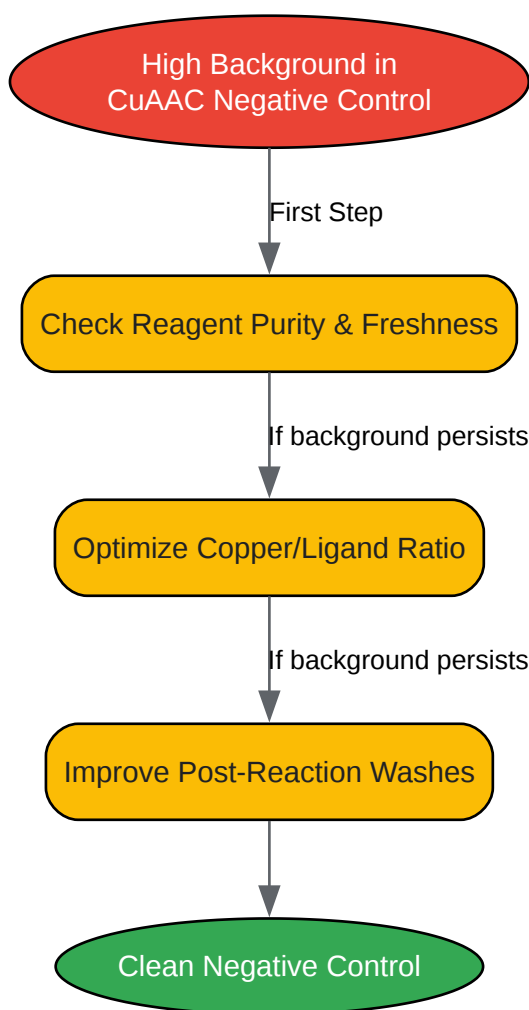 High Background in
CuAAC Negative Control
First Step
Check Reagent Purity & Freshness
If background persists
Optimize Copper/Ligand Ratio
If background persists
Improve Post-Reaction Washes
Clean Negative Control